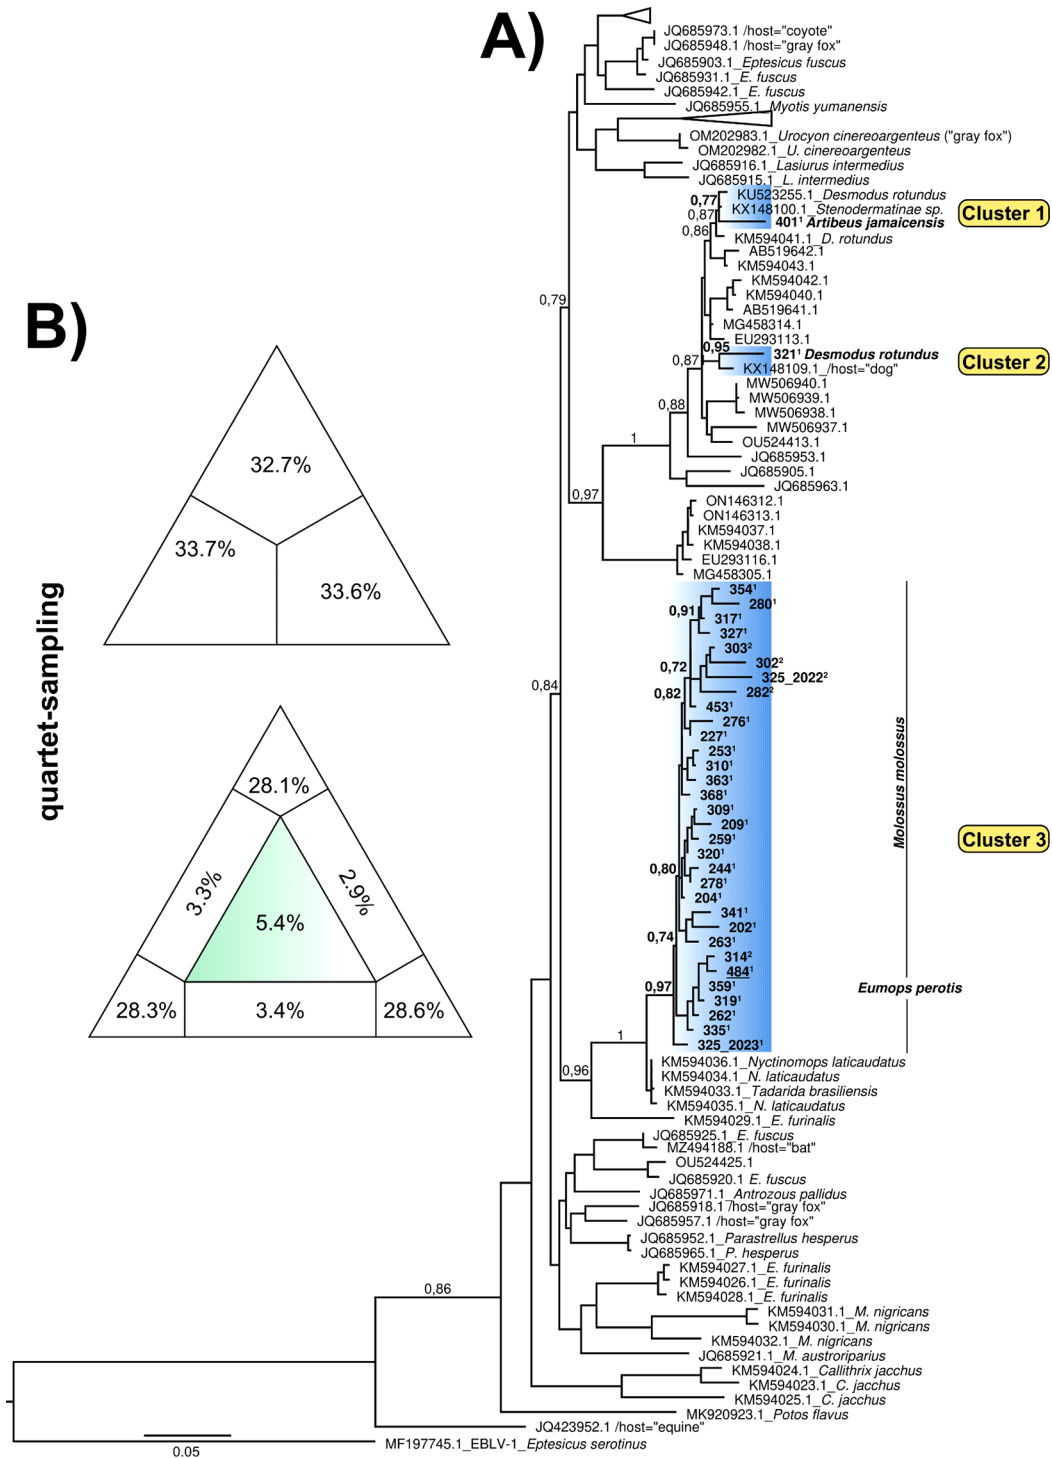 A)
JQ685973.1 /host="coyote"
JQ685948.1 /host="gray fox"
JQ685903.1_Eptesicus fuscus
JQ685931.1_E. fuscus
JQ685942.1_E. fuscus
JQ685955.1_Myotis yumanensis
OM202983.1_Urocyon cinereoargenteus ("gray fox")
OM202982.1_U. cinereoargenteus
JQ685916.1_Lasiurus intermedius
JQ685915.1_L. intermedius
0,77
KU523255.1_Desmodus rotundus
0,87
KX148100.1_Stenodermatinae sp.
Cluster 1
401¹ Artibeus jamaicensis
0,86
KM594041.1_D. rotundus
AB519642.1
KM594043.1
KM594042.1
KM594040.1
0,79
AB519641.1
MG458314.1
B)
EU293113.1
0,95
321¹ Desmodus rotundus
0,87
Cluster 2
KX148109.1_/host="dog"
MW506940.1
MW506939.1
0,88
MW506938.1
MW506937.1
1
OU524413.1
JQ685953.1
32.7%
JQ685905.1
JQ685963.1
0,97
ON146312.1
ON146313.1
KM594037.1
33.7%
KM594038.1
EU293116.1
MG458305.1
33.6%
354¹
280¹
0,91
317¹
327¹
303²
302²
0,72
325_2022²
0,84
0,82
282²
453¹
276¹
227¹
253¹
310¹
363¹
28.1%
368¹
309¹
209¹
Molossus molossus
259¹
Cluster 3
320¹
0,80
244¹
278¹
3.3%
2.9%
204¹
341¹
5.4%
202¹
0,74
263¹
314²
484¹
0,97
359¹
Eumops perotis
319¹
28.3%
3.4%
28.6%
262¹
335¹
1
325_2023¹
quartet-sampling
KM594036.1_Nyctinomops laticaudatus
0,96
KM594034.1_N. laticaudatus
KM594033.1_Tadarida brasiliensis
KM594035.1_N. laticaudatus
KM594029.1_E. furinalis
JQ685925.1_E. fuscus
MZ494188.1 /host="bat"
OU524425.1
JQ685920.1 E. fuscus
JQ685971.1_Antrozous pallidus
JQ685918.1 /host="gray fox"
JQ685957.1 /host="gray fox"
JQ685952.1_Parastrellus hesperus
JQ685965.1_P. hesperus
KM594027.1_E. furinalis
KM594026.1_E. furinalis
0,86
KM594028.1_E. furinalis
KM594031.1_M. nigricans
KM594030.1_M. nigricans
KM594032.1_M. nigricans
JQ685921.1_M. austroriparius
KM594024.1_Callithrix jacchus
KM594023.1_C. jacchus
KM594025.1_C. jacchus
MK920923.1_Potos flavus
JQ423952.1 /host="equine"
MF197745.1_EBLV-1_Eptesicus serotinus
0.05